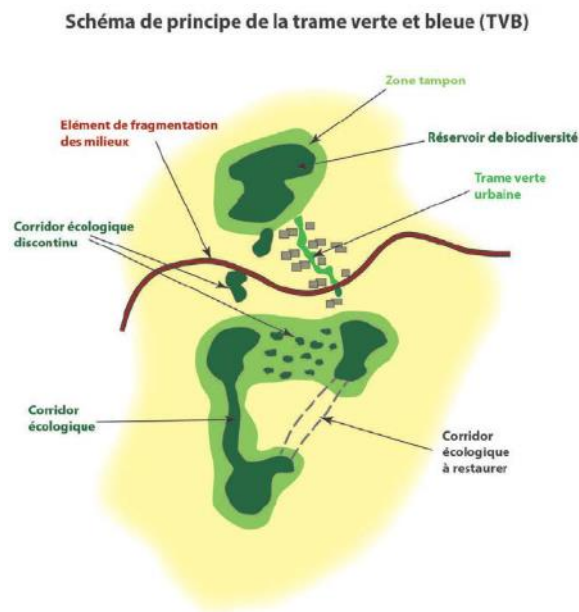 Schéma de principe de la trame verte et bleue (TVB)
Zone tampon
Elément de fragmentation
des milieux
Réservoir de biodiversité
Trame verte
urbaine
Corridor écologique
discontinu
Corridor
écologique
Corridor
écologique
à restaurer